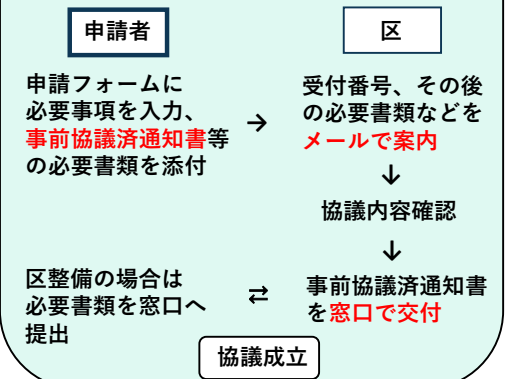 申請者
区
申請フォームに
必要事項を入力、
事前協議済通知書等
の必要書類を添付
→
受付番号、その後
の必要書類などを
メールで案内
↓
協議内容確認
↓
事前協議済通知書
を窓口で交付
⇄
区整備の場合は
必要書類を窓口へ
提出
協議成立